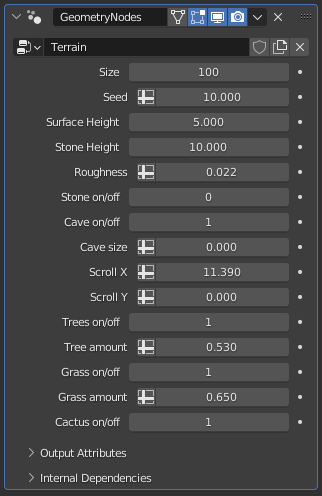 GeometryNodes
Terrain
Size 100
Seed 10.000
Surface Height 5.000
Stone Height 10.000
Roughness 0.022
Stone on/off 0
Cave on/off 1
Cave size 0.000
Scroll X 11.390
Scroll Y 0.000
Trees on/off 1
Tree amount 0.530
Grass on/off 1
Grass amount 0.650
Cactus on/off 1
Output Attributes
Internal Dependencies